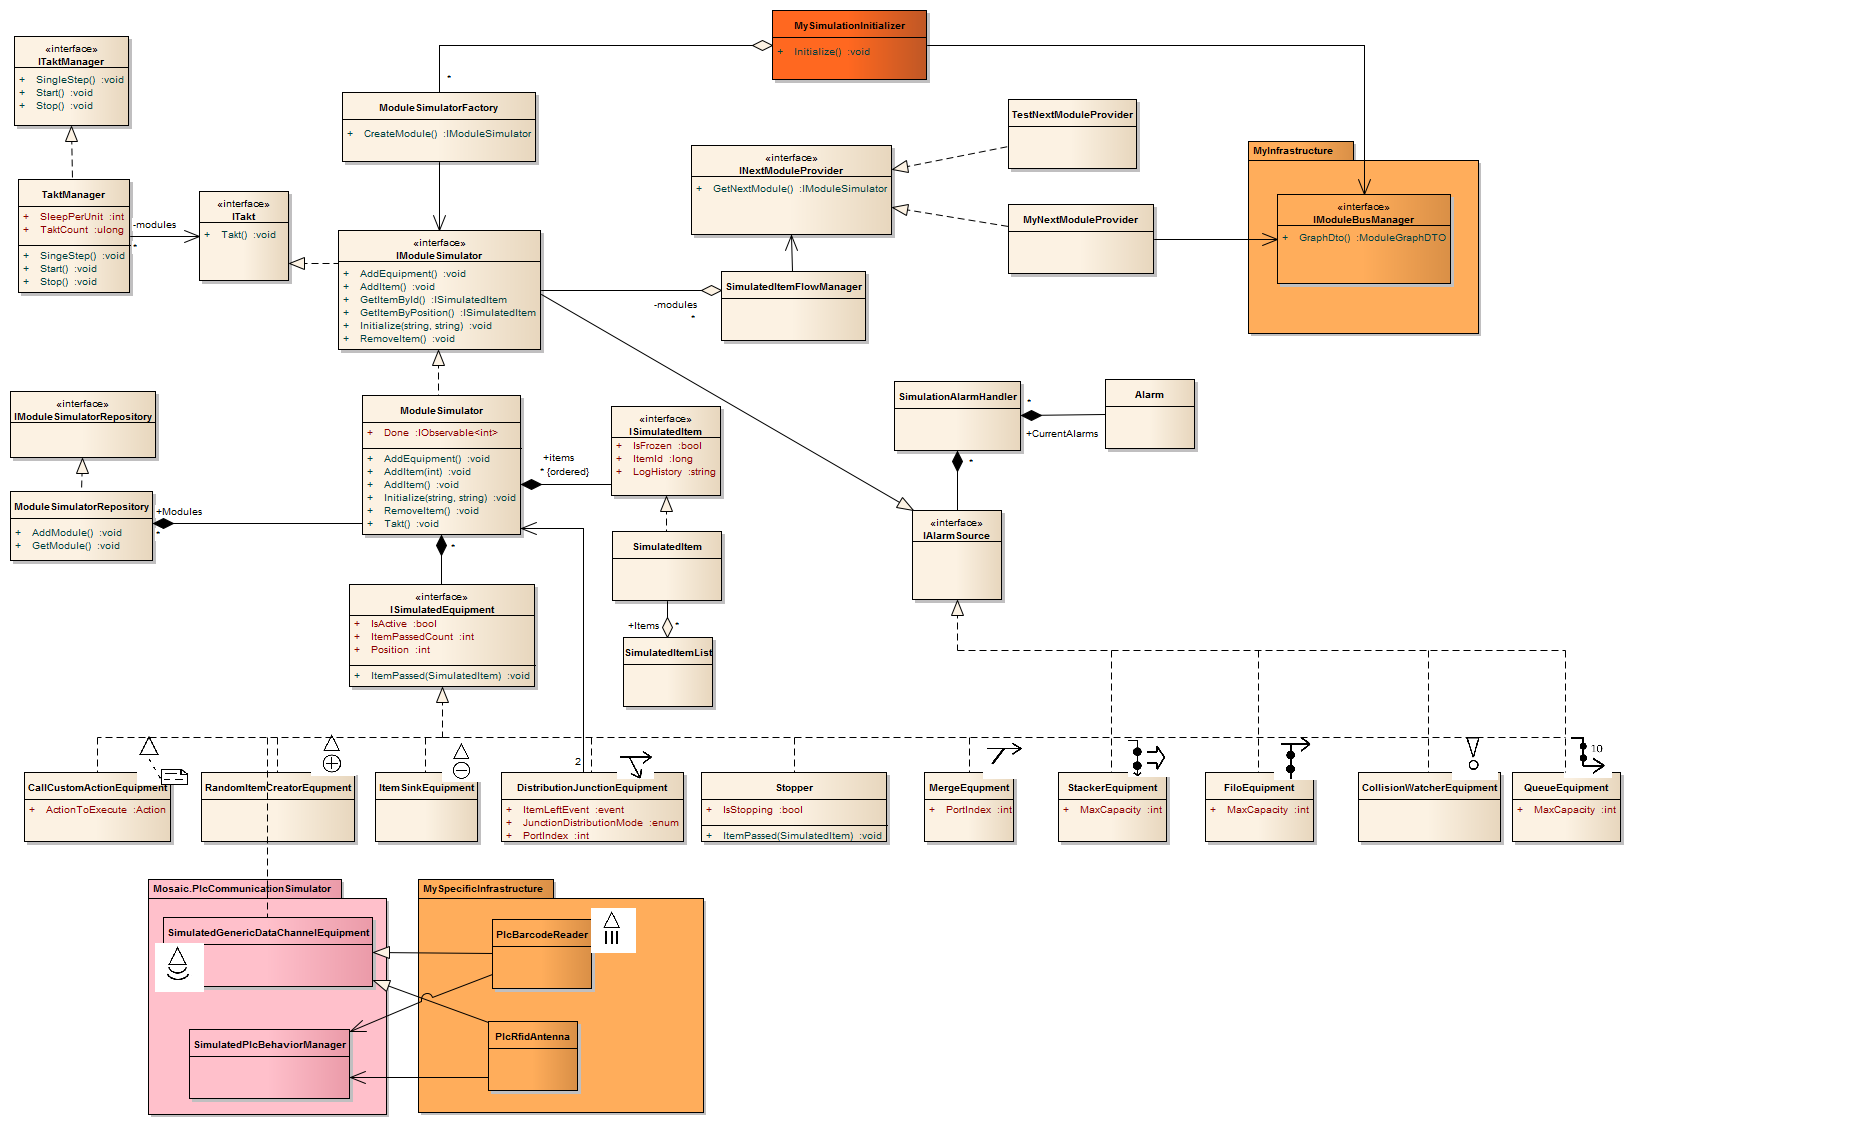 MySimulationInitializer
+ Initialize() :void
«interface»
ITaktManager
+ SingleStep() :void
+ Start() :void
+ Stop() :void
*
ModuleSimulatorFactory
+ CreateModule() :IModuleSimulator
TestNextModuleProvider
«interface»
INextModuleProvider
+ GetNextModule() :IModuleSimulator
MyInfrastructure
«interface»
IModuleBusManager
+ GraphDto() :ModuleGraphDTO
TaktManager
+ SleepPerUnit :int
+ TaktCount :ulong
+ SingeStep() :void
+ Start() :void
+ Stop() :void
-modules
*
«interface»
ITakt
+ Takt() :void
MyNextModuleProvider
«interface»
IModuleSimulator
+ AddEquipment() :void
+ AddItem() :void
+ GetItemById() :ISimulatedItem
+ GetItemByPosition() :ISimulatedItem
+ Initialize(string, string) :void
+ RemoveItem() :void
SimulatedItemFlowManager
-modules
*
«interface»
IModuleSimulatorRepository
ModuleSimulator
+ Done :IObservable<int>
+ AddEquipment() :void
+ AddItem(int) :void
+ AddItem() :void
+ Initialize(string, string) :void
+ RemoveItem() :void
+ Takt() :void
+items
* {ordered}
«interface»
ISimulatedItem
+ IsFrozen :bool
+ ItemId :long
+ LogHistory :string
SimulationAlarmHandler
*
+CurrentAlarms
Alarm
*
ModuleSimulatorRepository
+ AddModule() :void
+ GetModule() :void
+Modules
*
*
SimulatedItem
«interface»
IAlarmSource
«interface»
ISimulatedEquipment
+ IsActive :bool
+ ItemPassedCount :int
+ Position :int
+ ItemPassed(SimulatedItem) :void
+Items
*
SimulatedItemList
2
10
CallCustomActionEquipment
+ ActionToExecute :Action
RandomItemCreatorEquipment
ItemSinkEquipment
DistributionJunctionEquipment
+ ItemLeftEvent :event
+ JunctionDistributionMode :enum
+ PortIndex :int
Stopper
+ IsStopping :bool
+ ItemPassed(SimulatedItem) :void
MergeEqupment
+ PortIndex :int
StackerEquipment
+ MaxCapacity :int
FiloEquipment
+ MaxCapacity :int
CollisionWatcherEquipment
QueueEquipment
+ MaxCapacity :int
Mosaic.PlcCommunicationSimulator
SimulatedGenericDataChannelEquipment
SimulatedPlcBehaviorManager
MySpecificInfrastructure
PlcBarcodeReader
PlcRfidAntenna